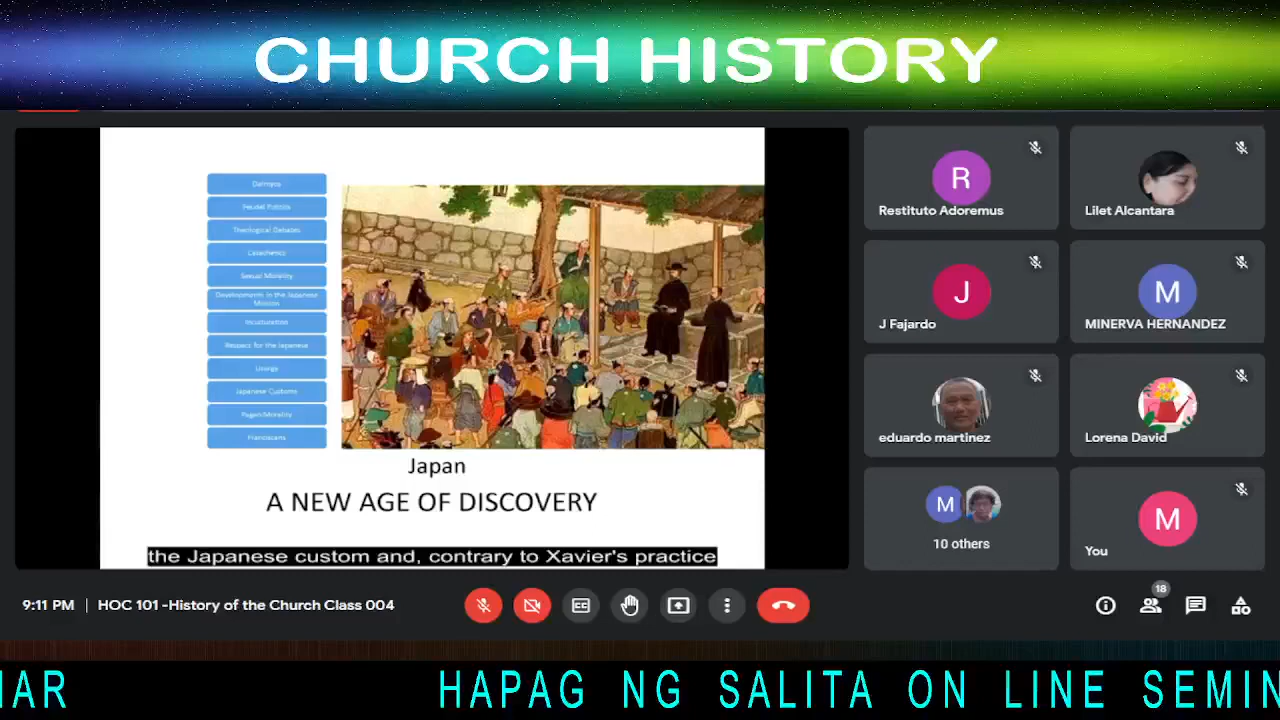 CHURCH HISTORY
Daimyos
Feudal Politics
Theological Debates
Catechetics
Sexual Morality
Developments in the Japanese
Mission
Inculturation
Respect for the Japanese
Liturgy
Japanese Customs
Pagan Morality
Franciscans
Japan
A NEW AGE OF DISCOVERY
the Japanese custom and, contrary to Xavier's practice
R
Restituto Adoremus
Lilet Alcantara
J
J Fajardo
M
MINERVA HERNANDEZ
eduardo martinez
Lorena David
M
10 others
M
You
9:11 PM | HOC 101 -History of the Church Class 004
CC
18
NAR HAPAG NG SALITA ON LINE SEMIN